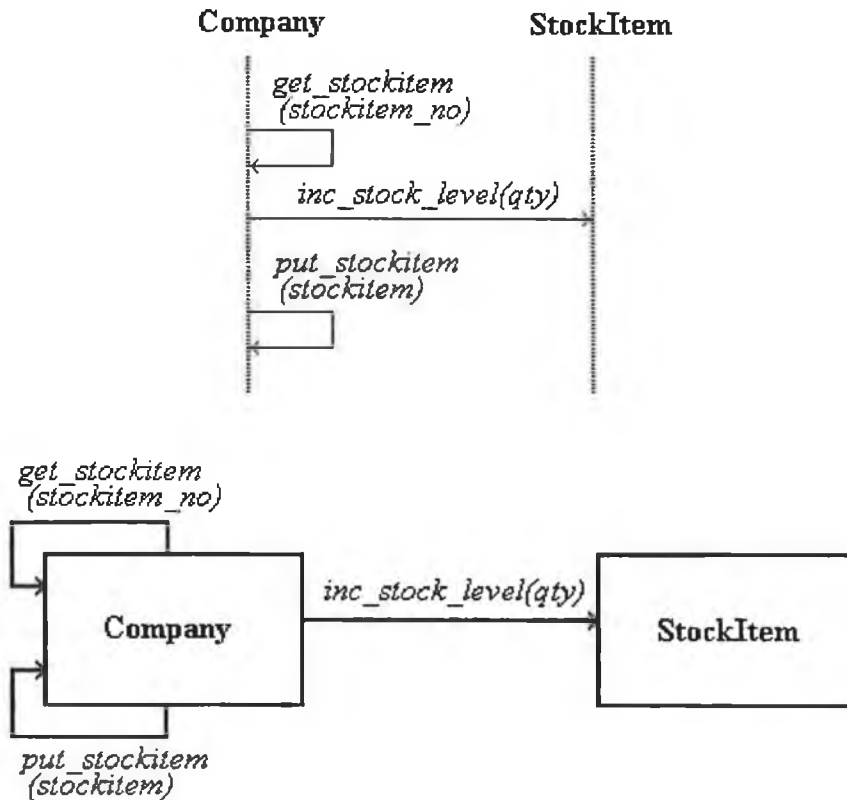 Company
StockItem
get_stockitem
(stockitem_no)
inc_stock_level(qty)
put_stockitem
(stockitem)
get_stockitem
(stockitem_no)
inc_stock_level(qty)
Company
StockItem
put_stockitem
(stockitem)